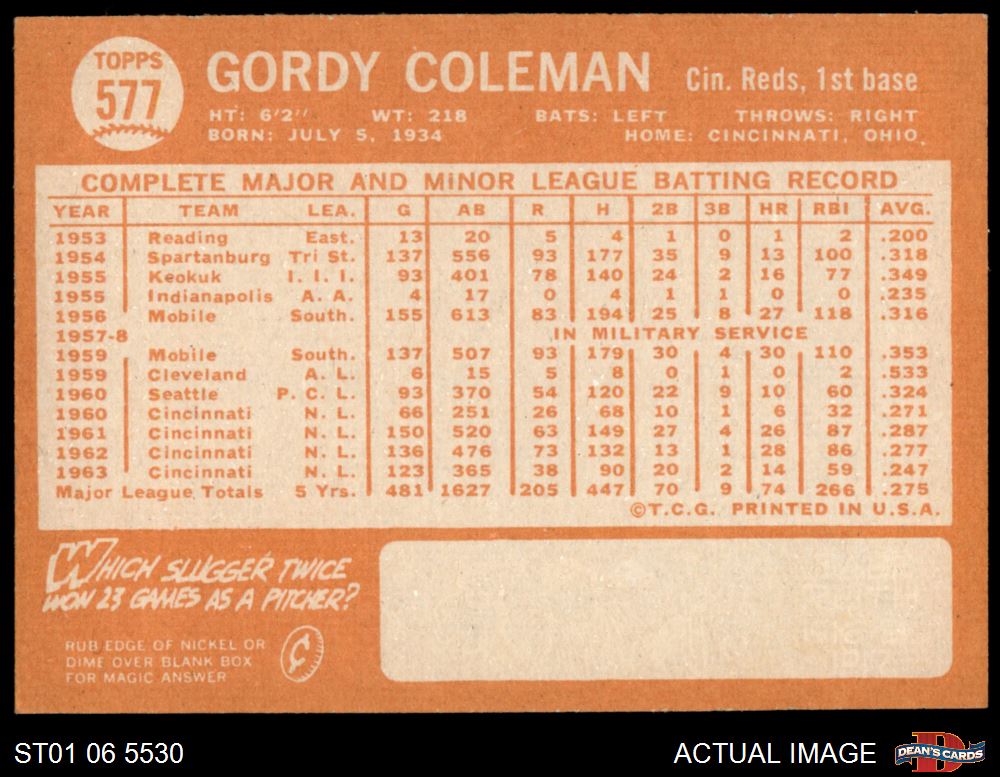 TOPPS
577
GORDY COLEMAN Cin. Reds, 1st base
HT: 6'2" WT: 218 BATS: LEFT THROWS: RIGHT
BORN: JULY 5, 1934 HOME: CINCINNATI, OHIO,
COMPLETE MAJOR AND MINOR LEAGUE BATTING RECORD
YEAR TEAM LEA. G AB R H 2B 3B HR RBI AVG.
1953 Reading East. 13 20 5 4 1 0 1 2 .200
1954 Spartanburg Tri St. 137 556 93 177 35 9 13 100 .318
1955 Keokuk I. I. I. 93 401 78 140 24 2 16 77 .349
1955 Indianapolis A. A. 4 17 0 4 1 1 0 0 .235
1956 Mobile South. 155 613 83 194 25 8 27 118 .316
1957-8 IN MILITARY SERVICE
1959 Mobile South. 137 507 93 179 30 4 30 110 .353
1959 Cleveland A. L. 6 15 5 8 0 1 0 2 .533
1960 Seattle P. C. L. 93 370 54 120 22 9 10 60 .324
1960 Cincinnati N. L. 66 251 26 68 10 1 6 32 .271
1961 Cincinnati N. L. 150 520 63 149 27 4 26 87 .287
1962 Cincinnati N. L. 136 476 73 132 13 1 28 86 .277
1963 Cincinnati N. L. 123 365 38 90 20 2 14 59 .247
Major League Totals 5 Yrs. 481 1627 205 447 70 9 74 266 .275
©T.C.G. PRINTED IN U.S.A.
WHICH SLUGGER TWICE
WON 23 GAMES AS A PITCHER?
RUB EDGE OF NICKEL OR
DIME OVER BLANK BOX
FOR MAGIC ANSWER
¢
ST01 06 5530
ACTUAL IMAGE
D
DEAN'S CARDS